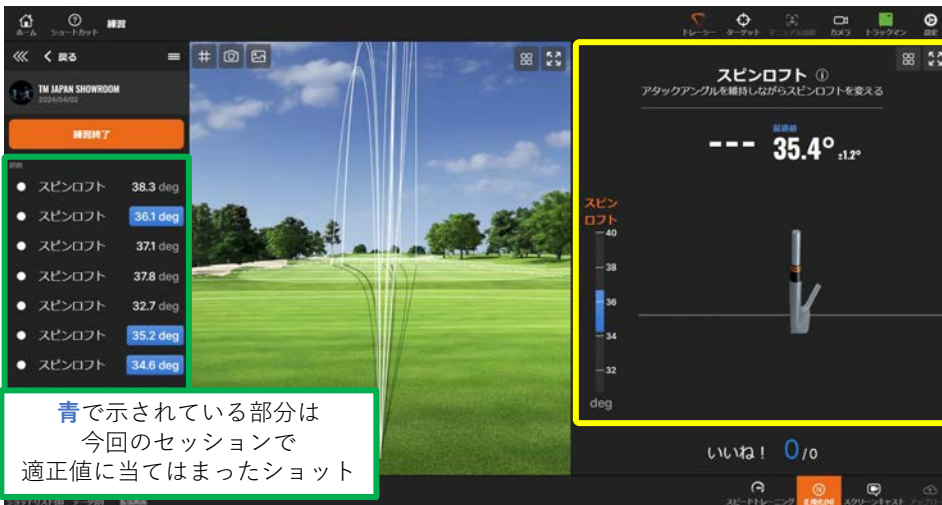 ホーム
ショートカット
練習
トレーサー
ターゲット
カメラ
トラックマン
設定
戻る
TM JAPAN SHOWROOM
2024/04/02
練習終了
スピンロフト 38.3 deg
スピンロフト 36.1 deg
スピンロフト 37.1 deg
スピンロフト 37.8 deg
スピンロフト 32.7 deg
スピンロフト 35.2 deg
スピンロフト 34.6 deg
青で示されている部分は
今回のセッションで
適正値に当てはまったショット
スピンロフト
アタックアングルを維持しながらスピンロフトを変える
最適値
--- 35.4° ±1.2°
スピン
ロフト
40
38
36
34
32
deg
いいね! 0/0
スピードトレーニング
スクリーンキャスト